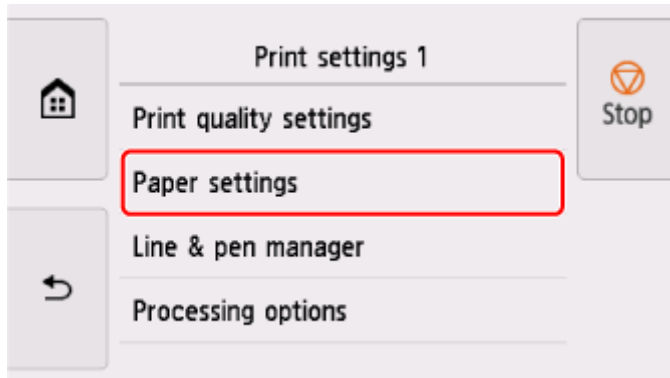 Print settings 1
Print quality settings
Stop
Paper settings
Line & pen manager
Processing options